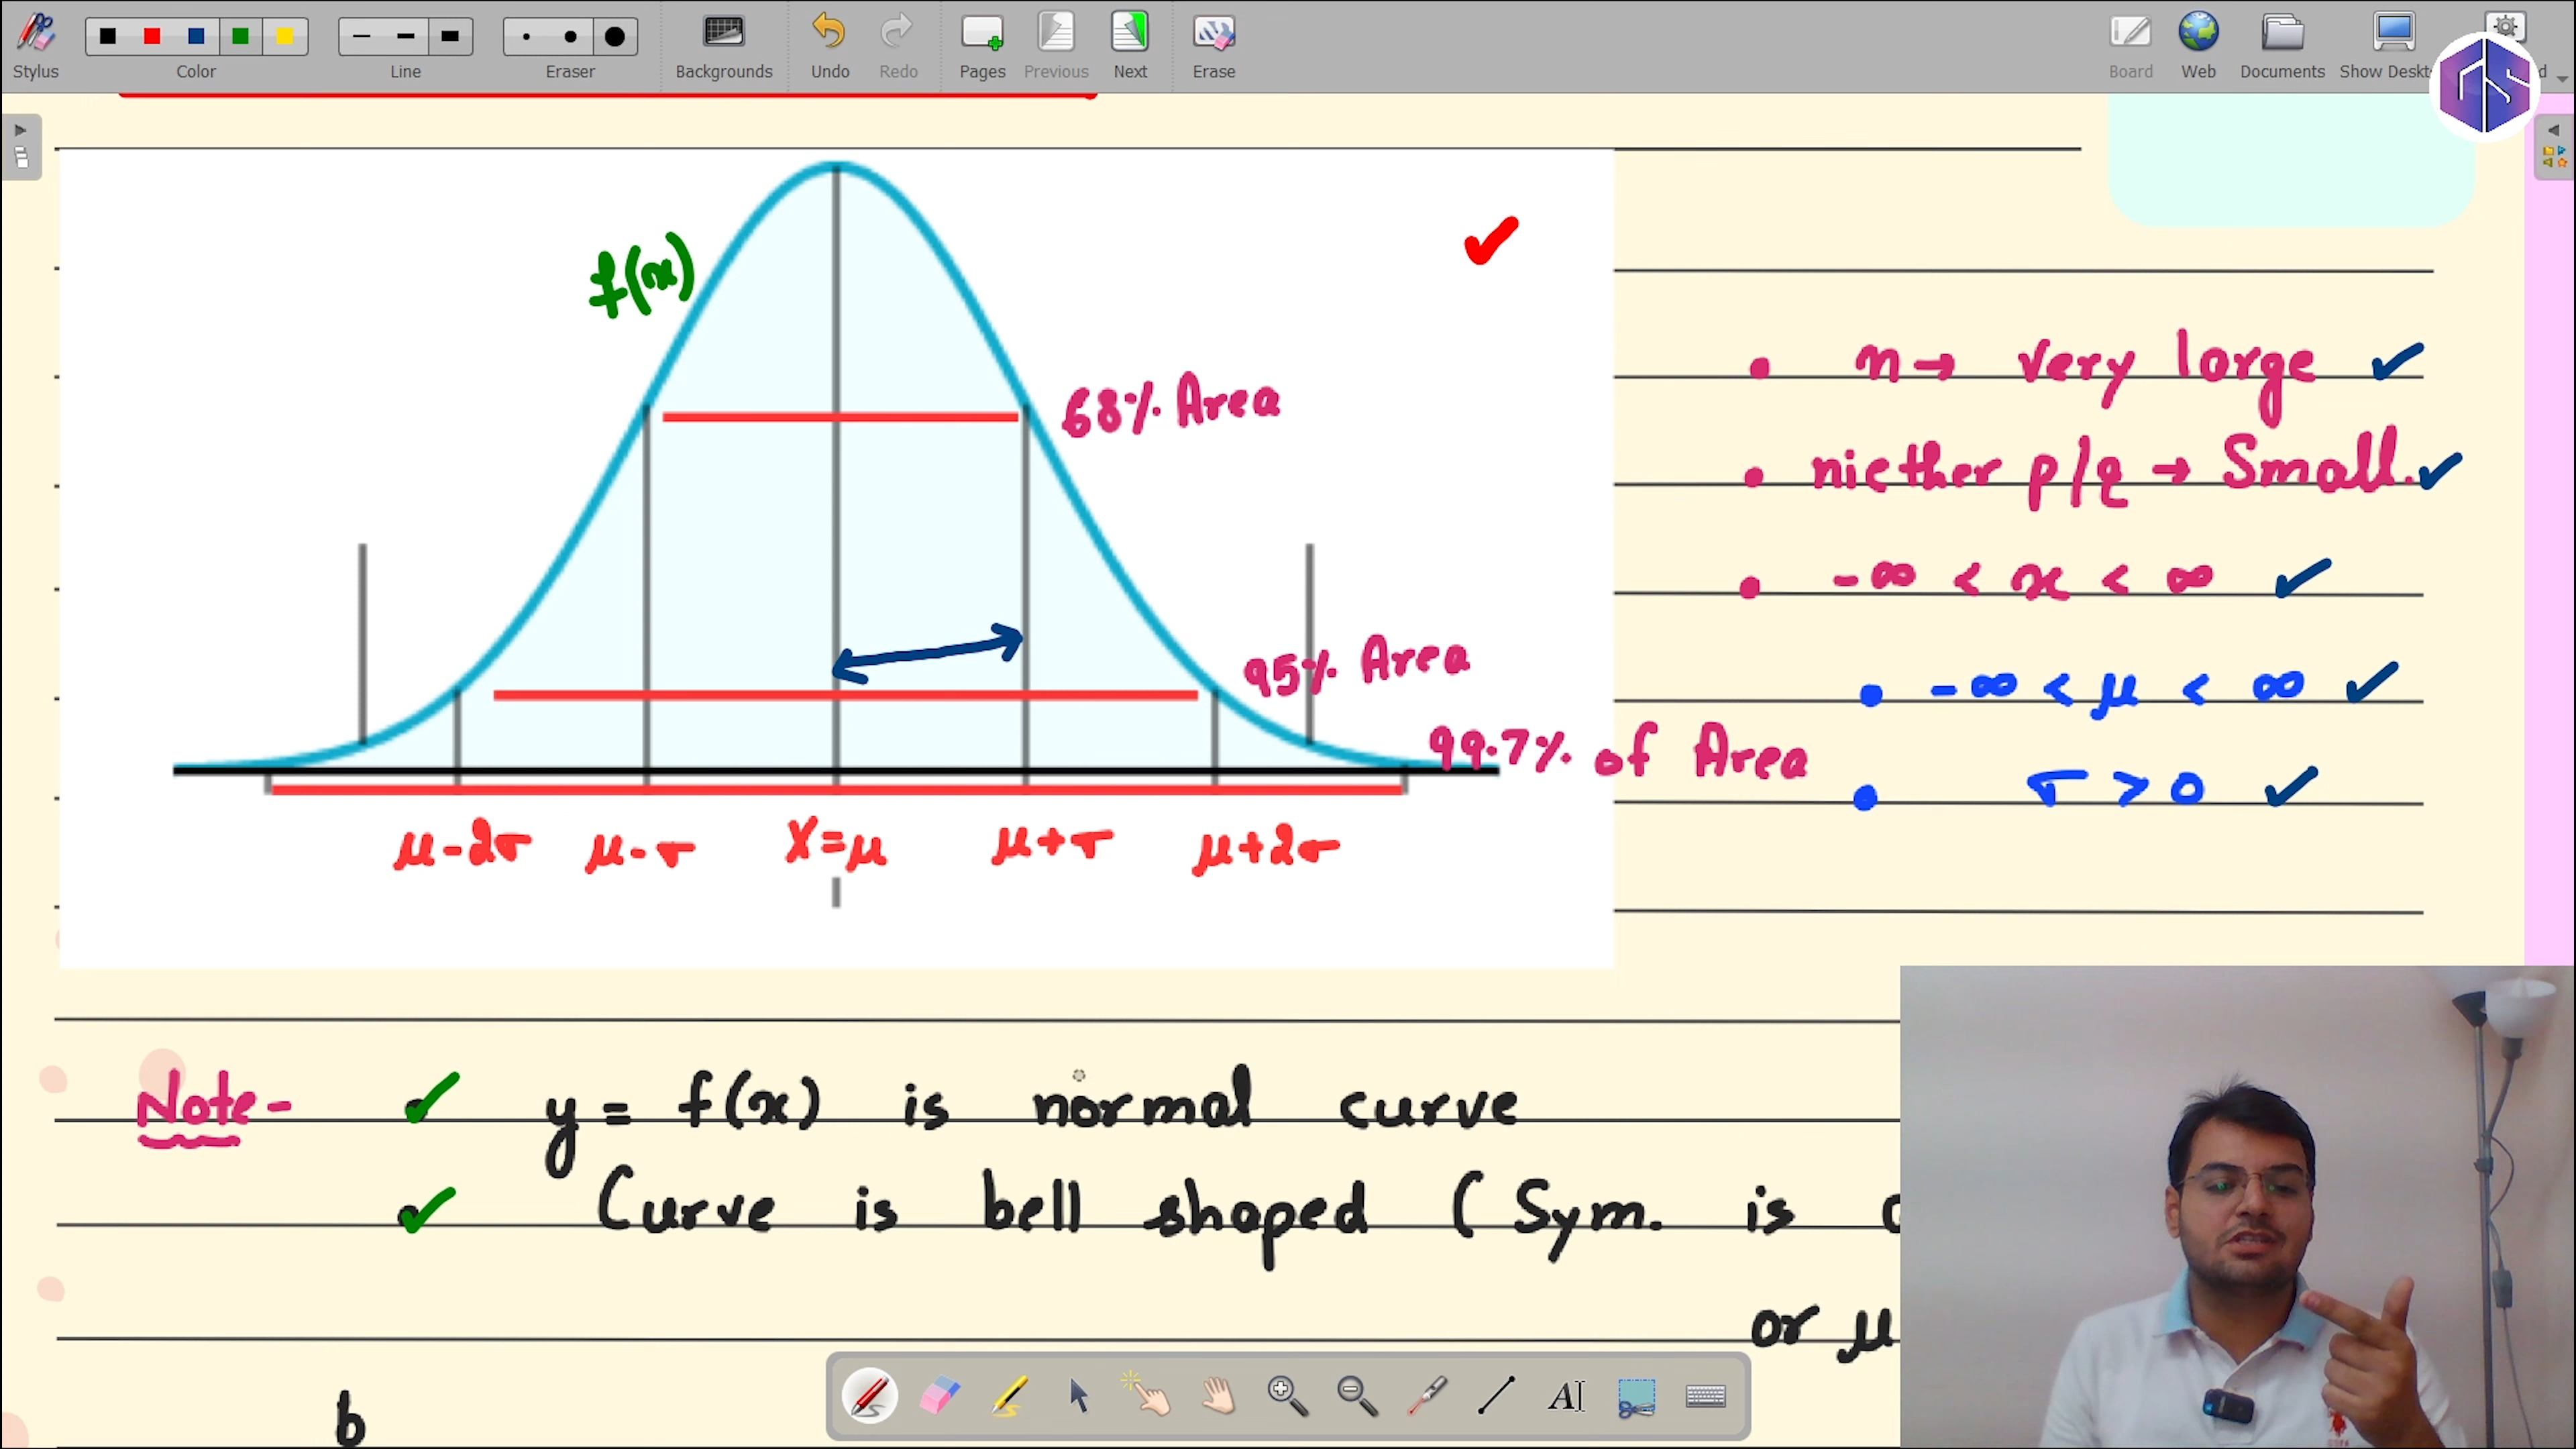 Stylus Color Line Eraser Backgrounds Undo Redo Pages Previous Next Erase Board Web Documents Show Deskt
f(x)
68% Area
95% Area
99.7% of Area
μ-2σ μ-σ X=μ μ+σ μ+2σ
• n → very large
• niether p/q → Small.
• -∞ < x < ∞
• -∞ < μ < ∞
• σ > 0
Note- y = f(x) is normal curve
Curve is bell shaped ( Sym. is
or μ
b